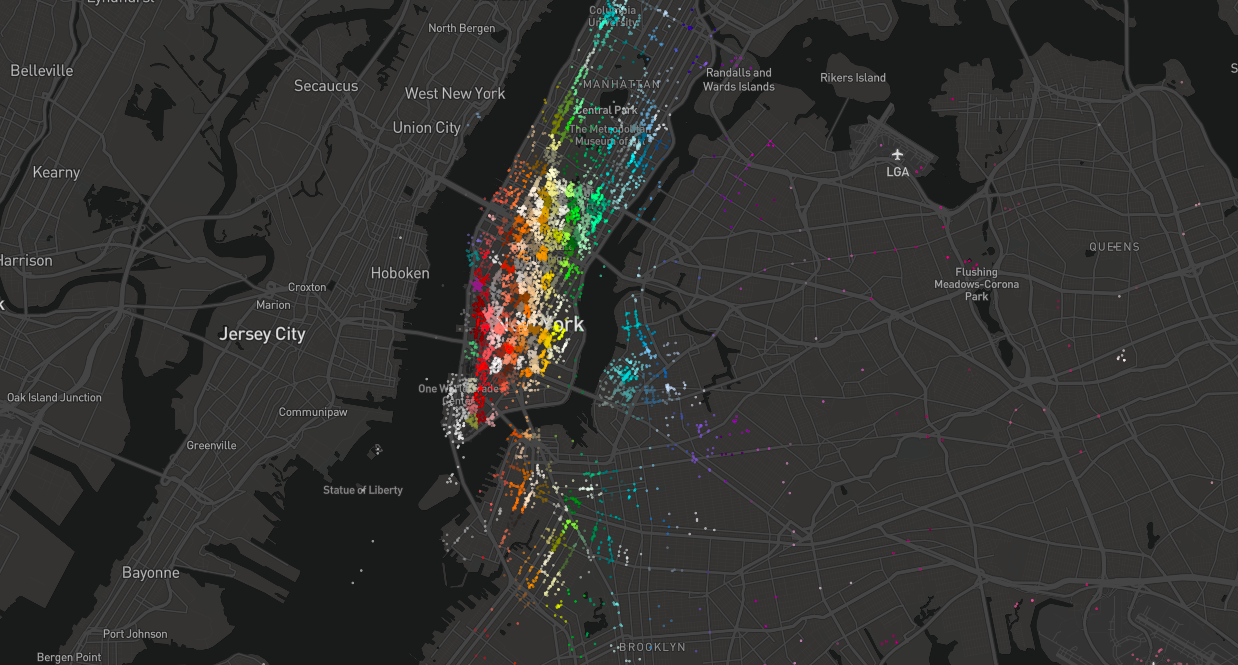 Columbia
University
North Bergen
Belleville
Secaucus
MANHATTAN
Randalls and
Wards Islands
Rikers Island
West New York
Central Park
Union City
The Metropolitan
Museum of
LGA
Kearny
QUEENS
Harrison
Hoboken
Flushing
Meadows-Corona
Park
Croxton
Marion
New York
Jersey City
One World Trade
Center
Oak Island Junction
Communipaw
Greenville
Statue of Liberty
Bayonne
Port Johnson
BROOKLYN
Bergen Point